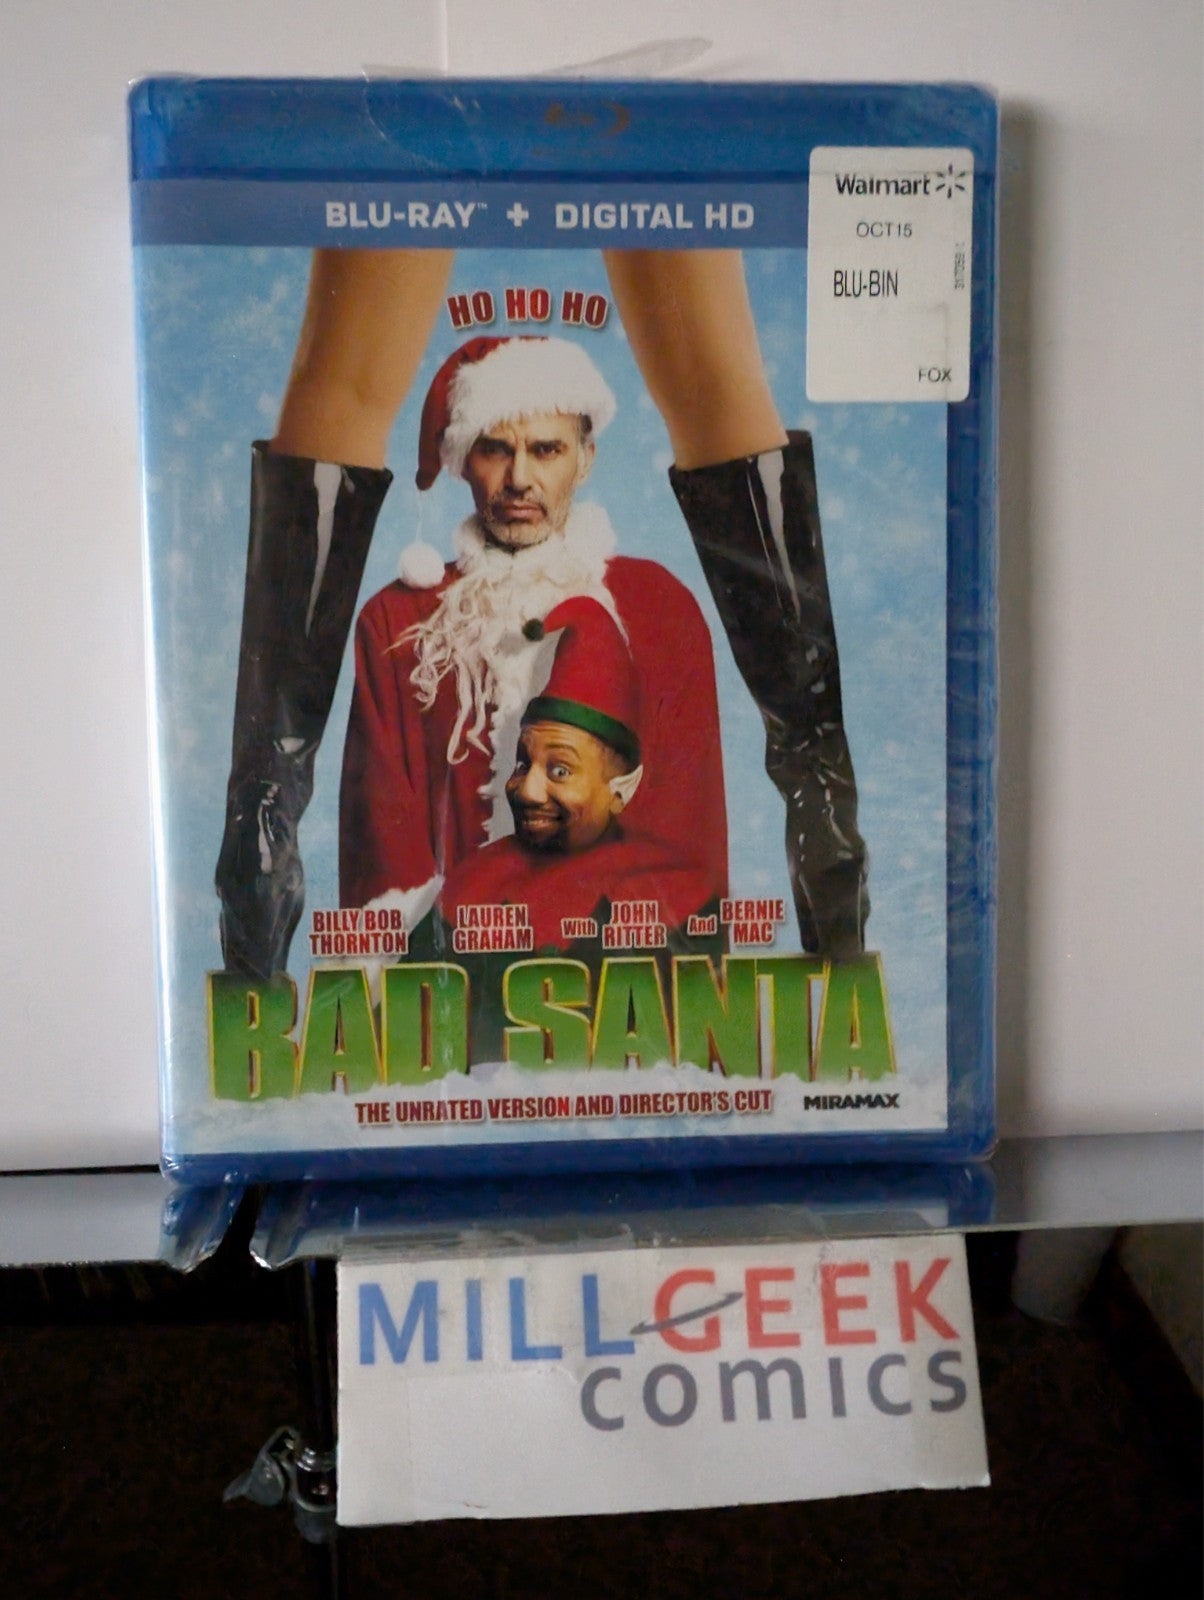 BLU-RAY™ + DIGITAL HD
Walmart
OCT15
BLU-BIN
FOX
HO HO HO
BILLY BOB THORNTON
LAUREN GRAHAM
With JOHN RITTER
And BERNIE MAC
BAD SANTA
THE UNRATED VERSION AND DIRECTOR'S CUT
MIRAMAX
MILLGEEK
comics